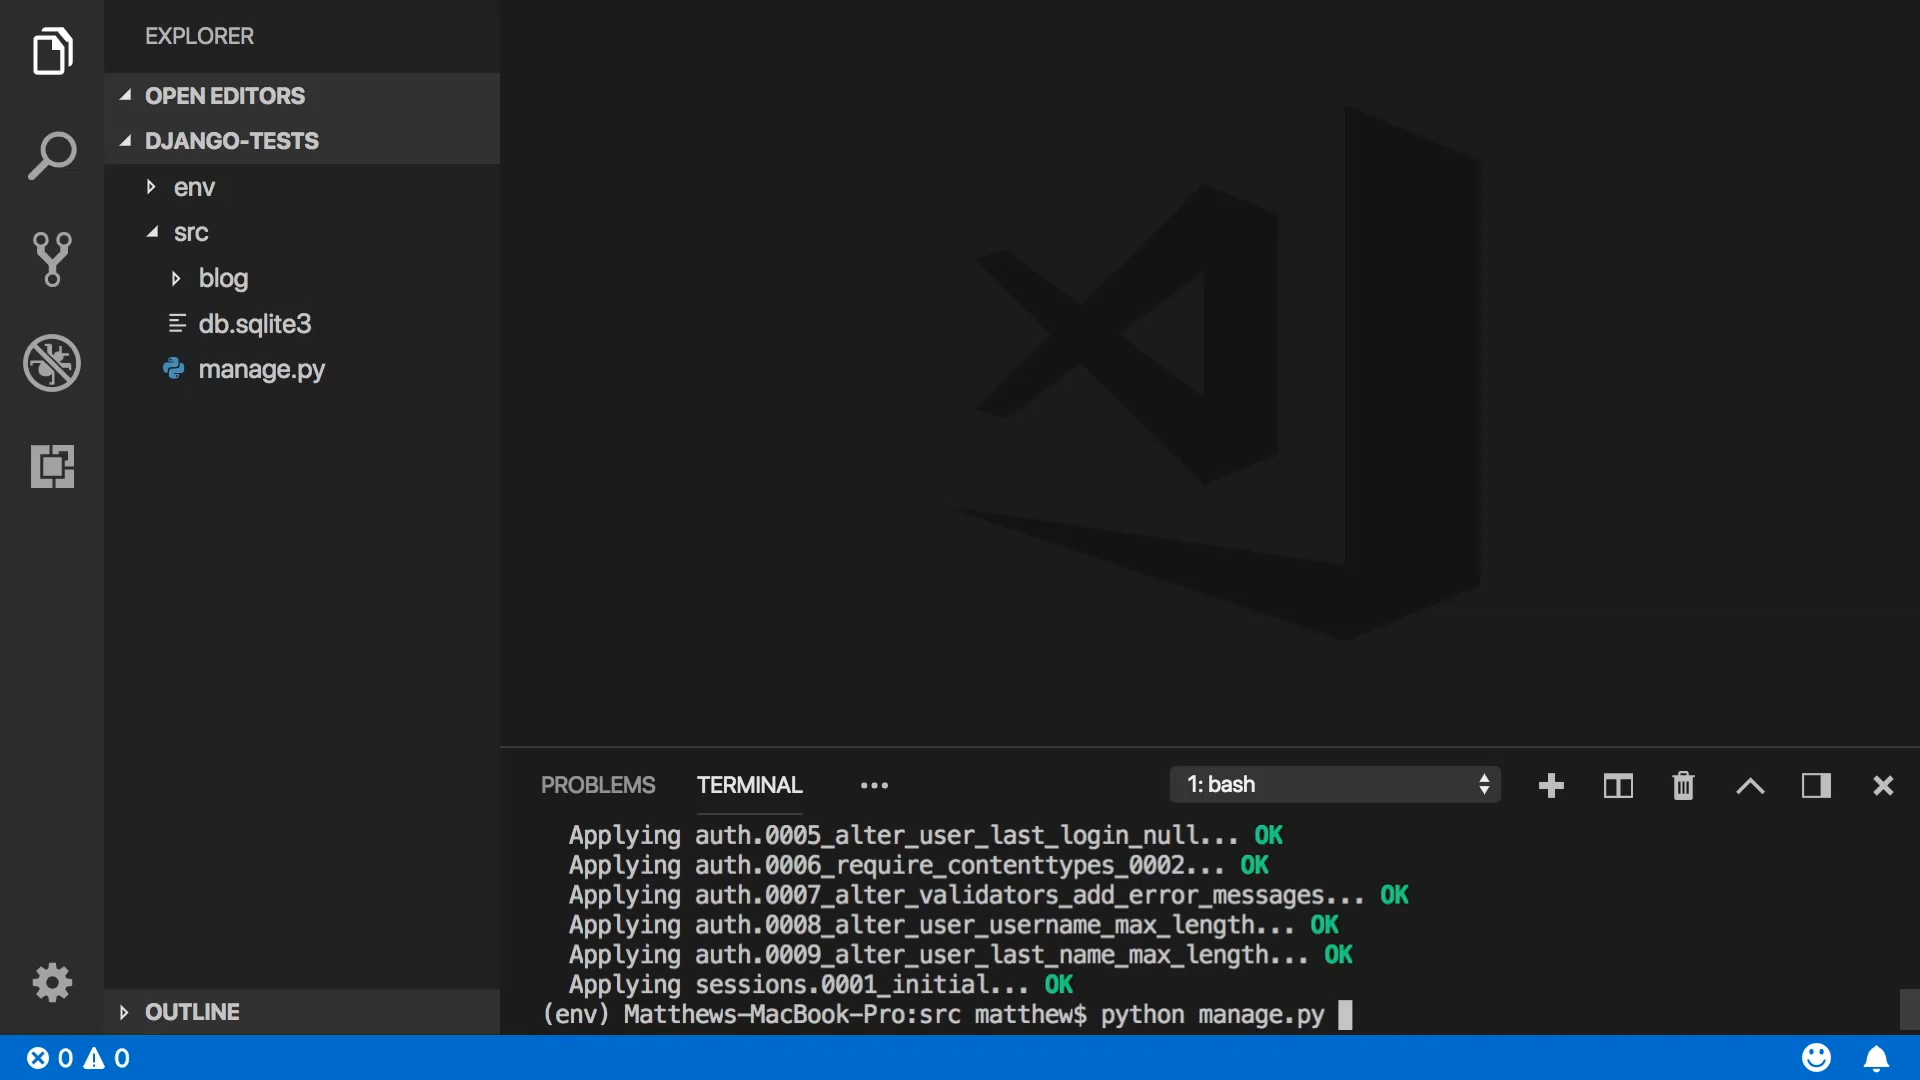 EXPLORER
OPEN EDITORS
DJANGO-TESTS
env
src
blog
db.sqlite3
manage.py
OUTLINE
PROBLEMS TERMINAL ••• 1: bash
Applying auth.0005_alter_user_last_login_null... OK
Applying auth.0006_require_contenttypes_0002... OK
Applying auth.0007_alter_validators_add_error_messages... OK
Applying auth.0008_alter_user_username_max_length... OK
Applying auth.0009_alter_user_last_name_max_length... OK
Applying sessions.0001_initial... OK
(env) Matthews-MacBook-Pro:src matthew$ python manage.py
0 0